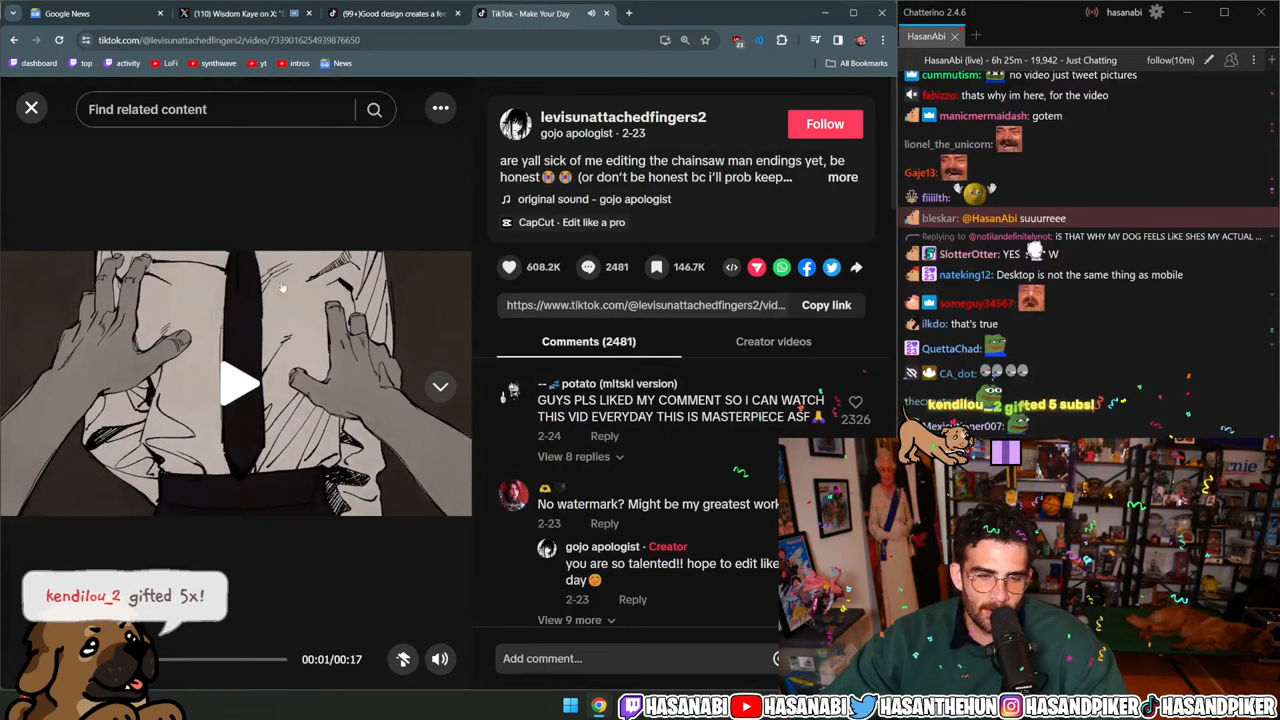 Google News
(110) Wisdom Kaye on X: "I
(99+)Good design creates a fee
TikTok - Make Your Day
tiktok.com/@levisunattachedfingers2/video/7339016254939876650
dashboard
top
activity
LoFi
synthwave
yt
intros
News
All Bookmarks
Find related content
levisunattachedfingers2
gojo apologist · 2-23
Follow
are yall sick of me editing the chainsaw man endings yet, be
honest😭😭 (or don't be honest bc i'll prob keep... more
original sound - gojo apologist
CapCut · Edit like a pro
608.2K
2481
146.7K
https://www.tiktok.com/@levisunattachedfingers2/vid...
Copy link
Comments (2481)
Creator videos
--💤potato (mitski version)
GUYS PLS LIKED MY COMMENT SO I CAN WATCH
THIS VID EVERYDAY THIS IS MASTERPIECE ASF🙏
2326
2-24 Reply
View 8 replies
No watermark? Might be my greatest work
2-23 Reply
gojo apologist · Creator
you are so talented!! hope to edit like
day🤭
2-23 Reply
View 9 more
Add comment...
kendilou_2 gifted 5x!
00:01/00:17
Chatterino 2.4.6
hasanabi
HasanAbi
HasanAbi (live) - 6h 25m - 19,942 - Just Chatting
follow(10m)
cummutism: no video just tweet pictures
fahizzo: thats why im here, for the video
manicmermaidash: gotem
lionel_the_unicorn:
Gaje13:
fiiiilth:
bleskar: @HasanAbi suuurreee
Replying to @notilandefinitelynot: iS THAT WHY MY DOG FEELS LiKE SHES MY ACTUAL ...
SlotterOtter: YES W
nateking12: Desktop is not the same thing as mobile
someguy34567:
ilkdo: that's true
QuettaChad:
CA_dot:
kendilou_2 gifted 5 subs!
HASANABI
HASANABI
HASANTHEHUN
HASANDPIKER
HASANDPIKER